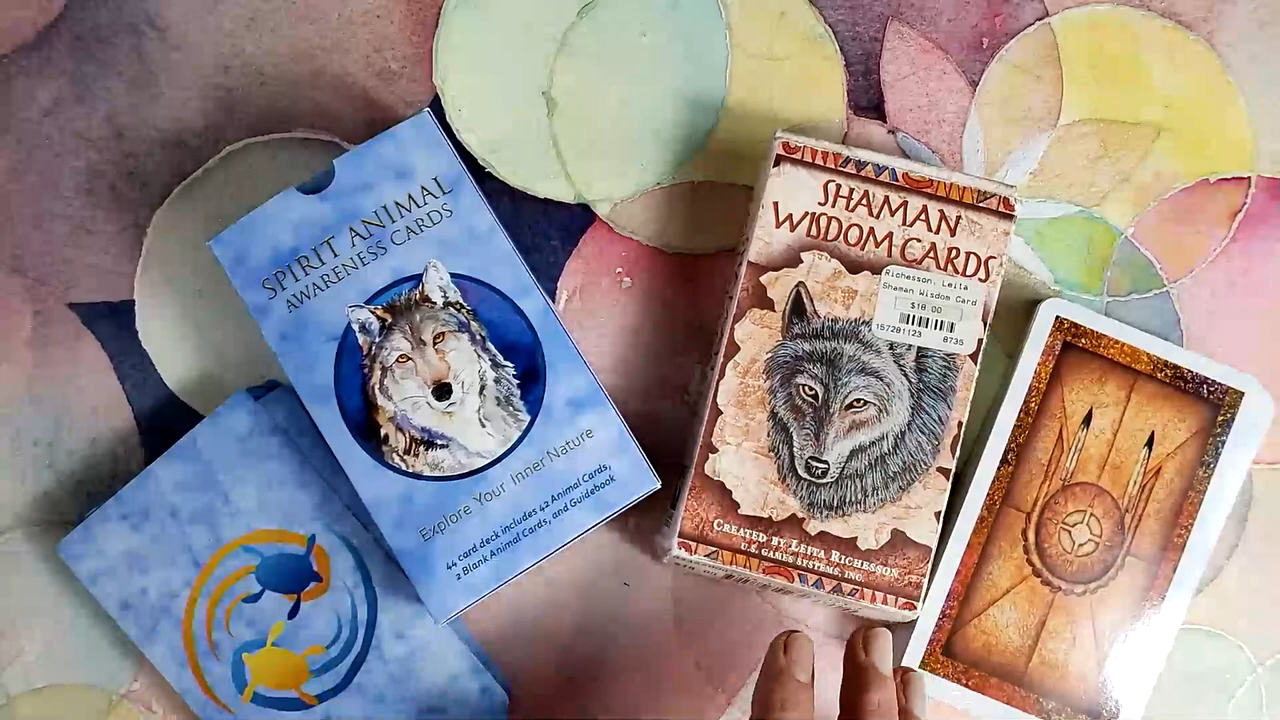 SPIRIT ANIMAL
AWARENESS CARDS
Explore Your Inner Nature
44 card deck includes 42 Animal Cards,
2 Blank Animal Cards, and Guidebook
SHAMAN
WISDOM CARDS
Richesson, Leita
Shaman Wisdom Card
$18.00
157281123 8735
CREATED BY LEITA RICHESSON
U.S. GAMES SYSTEMS, INC.